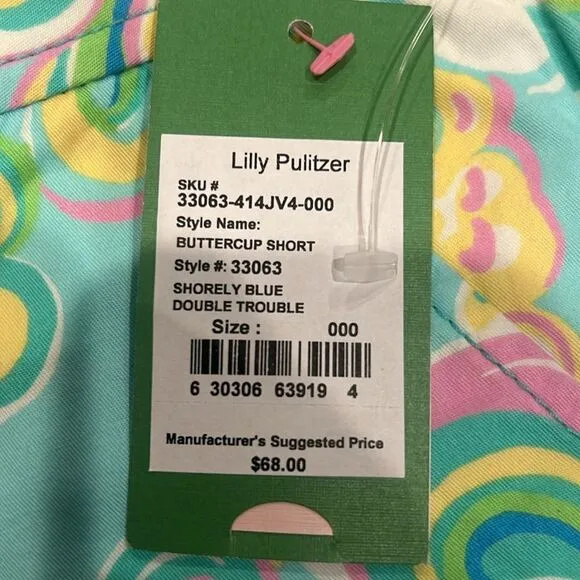 Lilly Pulitzer
SKU #
33063-414JV4-000
Style Name:
BUTTERCUP SHORT
Style #: 33063
SHORELY BLUE
DOUBLE TROUBLE
Size : 000
6 30306 63919 4
Manufacturer's Suggested Price
$68.00